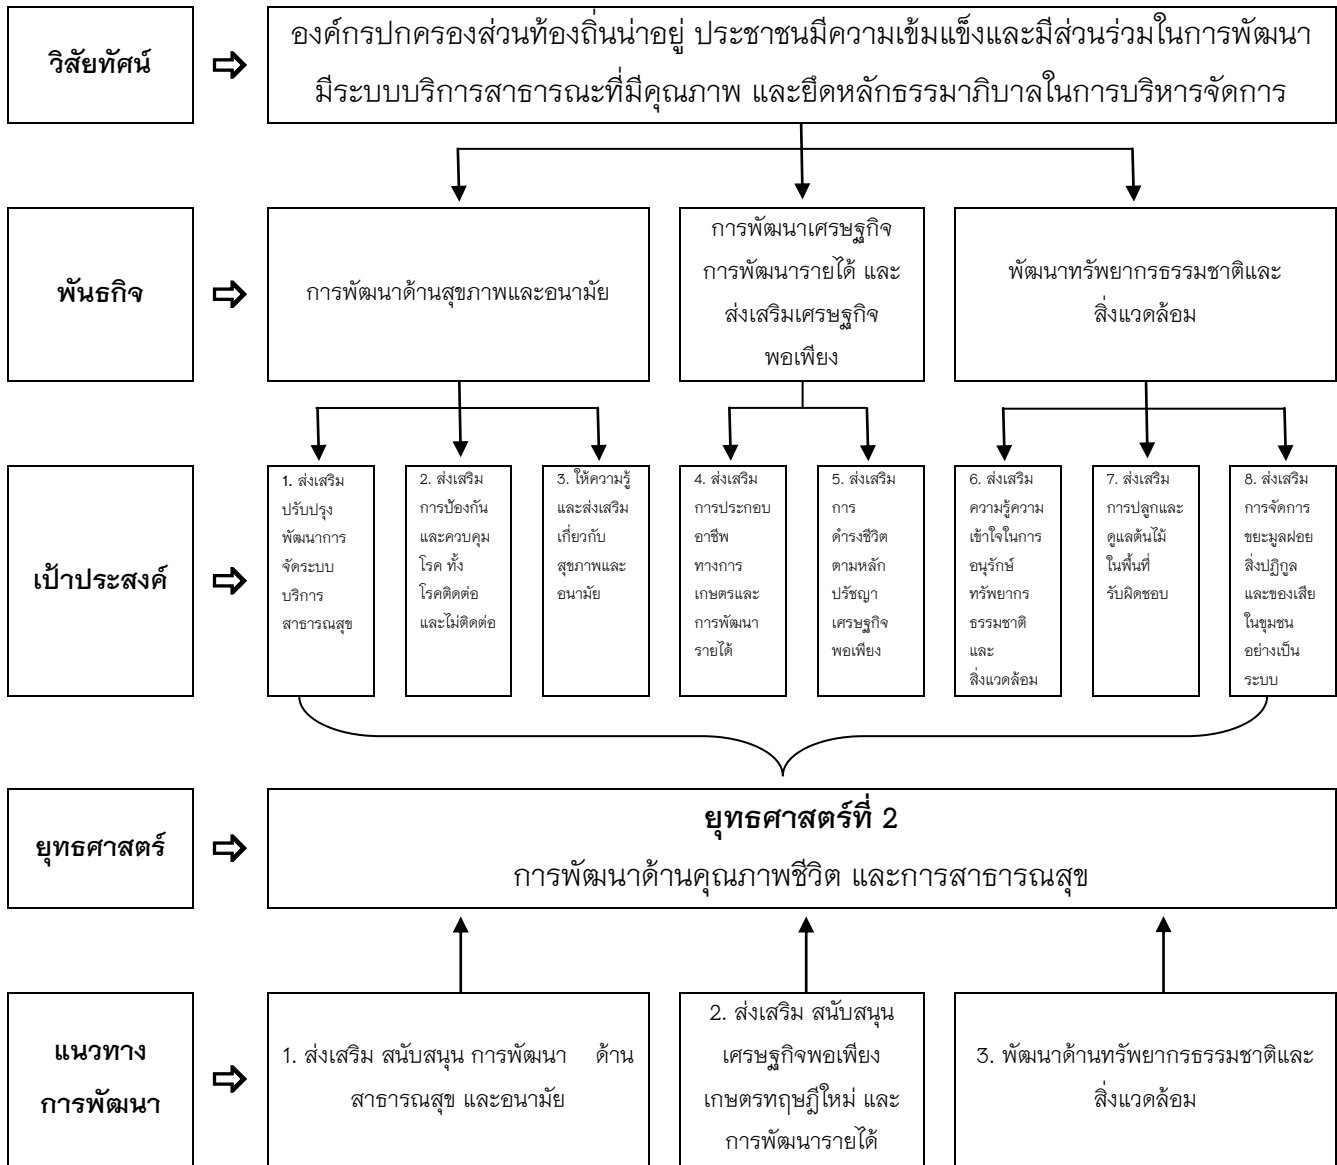 วิสัยทัศน์
องค์กรปกครองส่วนท้องถิ่นน่าอยู่ ประชาชนมีความเข้มแข็งและมีส่วนร่วมในการพัฒนา
มีระบบบริการสาธารณะที่มีคุณภาพ และยึดหลักธรรมาภิบาลในการบริหารจัดการ
พันธกิจ
การพัฒนาด้านสุขภาพและอนามัย
การพัฒนาเศรษฐกิจ
การพัฒนารายได้ และ
ส่งเสริมเศรษฐกิจ
พอเพียง
พัฒนาทรัพยากรธรรมชาติและ
สิ่งแวดล้อม
เป้าประสงค์
1. ส่งเสริม
ปรับปรุง
พัฒนาการ
จัดระบบ
บริการ
สาธารณสุข
2. ส่งเสริม
การป้องกัน
และควบคุม
โรค ทั้ง
โรคติดต่อ
และไม่ติดต่อ
3. ให้ความรู้
และส่งเสริม
เกี่ยวกับ
สุขภาพและ
อนามัย
4. ส่งเสริม
การประกอบ
อาชีพ
ทางการ
เกษตรและ
การพัฒนา
รายได้
5. ส่งเสริม
การ
ดำรงชีวิต
ตามหลัก
ปรัชญา
เศรษฐกิจ
พอเพียง
6. ส่งเสริม
ความรู้ความ
เข้าใจในการ
อนุรักษ์
ทรัพยากร
ธรรมชาติ
และ
สิ่งแวดล้อม
7. ส่งเสริม
การปลูกและ
ดูแลต้นไม้
ในพื้นที่
รับผิดชอบ
8. ส่งเสริม
การจัดการ
ขยะมูลฝอย
สิ่งปฏิกูล
และของเสีย
ในชุมชน
อย่างเป็น
ระบบ
ยุทธศาสตร์
ยุทธศาสตร์ที่ 2
การพัฒนาด้านคุณภาพชีวิต และการสาธารณสุข
แนวทาง
การพัฒนา
1. ส่งเสริม สนับสนุน การพัฒนา ด้าน
สาธารณสุข และอนามัย
2. ส่งเสริม สนับสนุน
เศรษฐกิจพอเพียง
เกษตรทฤษฎีใหม่ และ
การพัฒนารายได้
3. พัฒนาด้านทรัพยากรธรรมชาติและ
สิ่งแวดล้อม